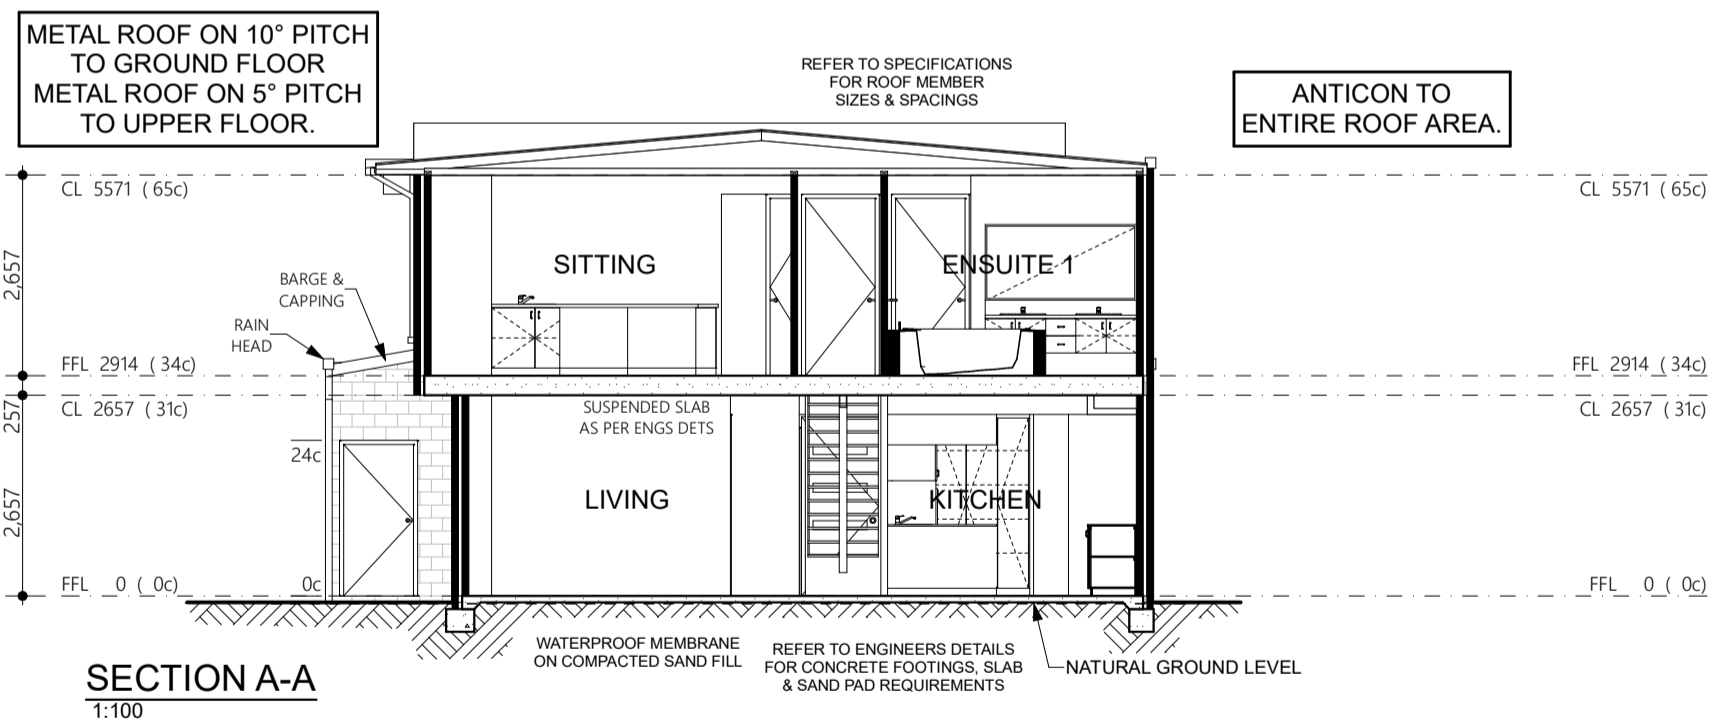 METAL ROOF ON 10° PITCH
TO GROUND FLOOR
METAL ROOF ON 5° PITCH
TO UPPER FLOOR.
REFER TO SPECIFICATIONS
FOR ROOF MEMBER
SIZES & SPACINGS
ANTICON TO
ENTIRE ROOF AREA.
CL 5571 ( 65c)
CL 5571 ( 65c)
2,657
SITTING
ENSUITE 1
BARGE &
CAPPING
RAIN
HEAD
FFL 2914 ( 34c)
FFL 2914 ( 34c)
257
CL 2657 ( 31c)
CL 2657 ( 31c)
SUSPENDED SLAB
AS PER ENGS DETS
24c
2,657
LIVING
KITCHEN
FFL 0 ( 0c)
0c
FFL 0 ( 0c)
WATERPROOF MEMBRANE
ON COMPACTED SAND FILL
REFER TO ENGINEERS DETAILS
FOR CONCRETE FOOTINGS, SLAB
& SAND PAD REQUIREMENTS
NATURAL GROUND LEVEL
SECTION A-A
1:100